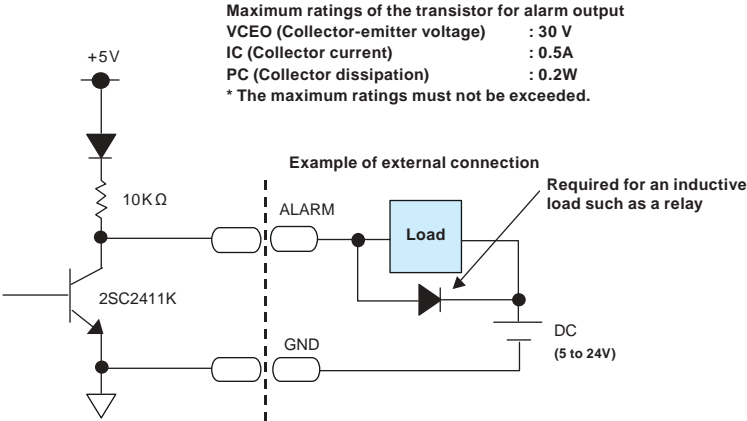 Maximum ratings of the transistor for alarm output
VCEO (Collector-emitter voltage) : 30 V
IC (Collector current) : 0.5A
PC (Collector dissipation) : 0.2W
* The maximum ratings must not be exceeded.
+5V
Example of external connection
Required for an inductive
load such as a relay
10KΩ
ALARM
Load
2SC2411K
GND
DC
(5 to 24V)